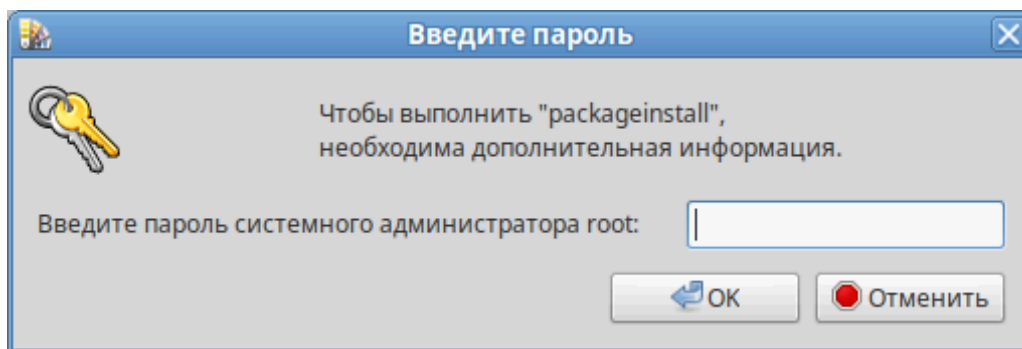 Введите пароль
Чтобы выполнить "packageinstall",
необходима дополнительная информация.
Введите пароль системного администратора root:
OK
Отменить